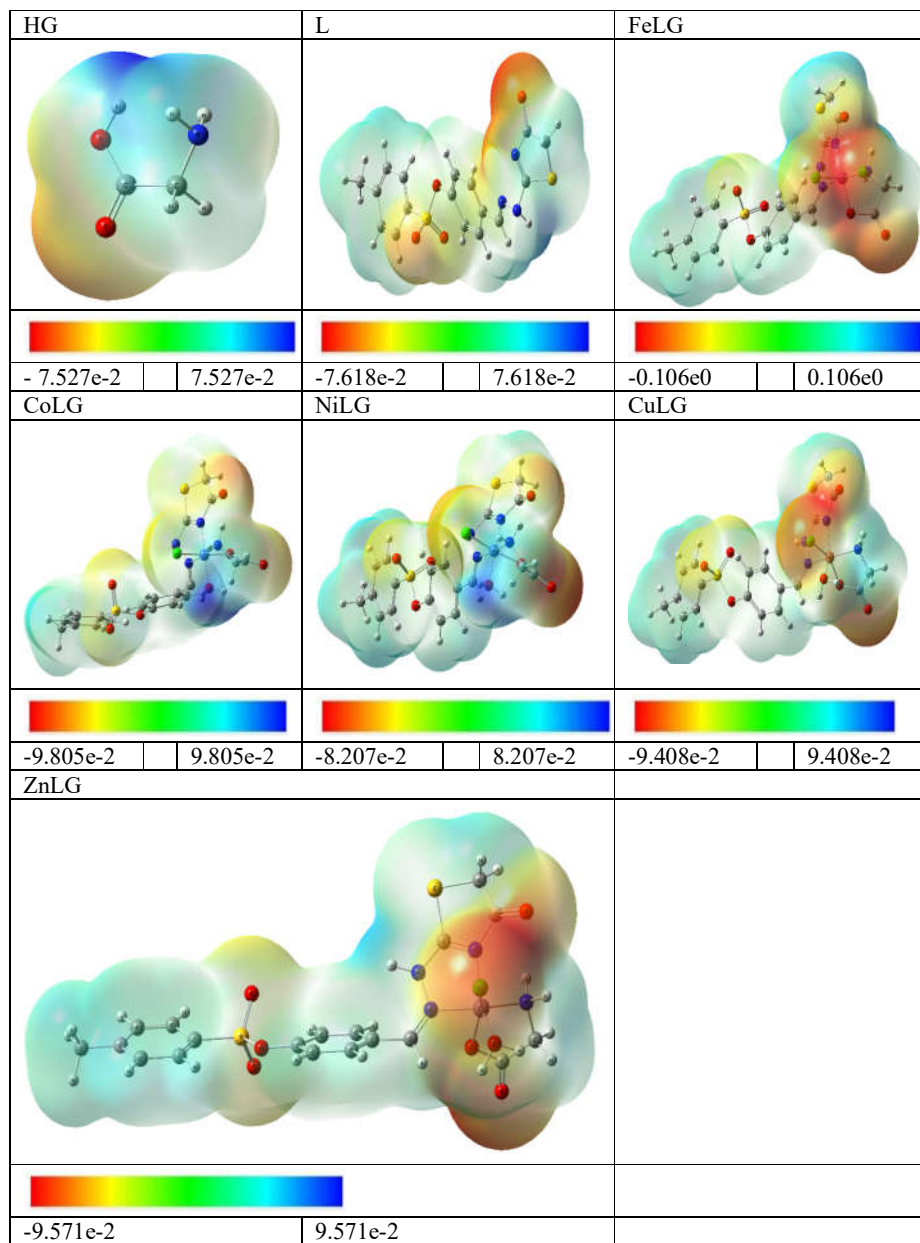 HG L FeLG
- 7.527e-2 7.527e-2 -7.618e-2 7.618e-2 -0.106e0 0.106e0
CoLG NiLG CuLG
-9.805e-2 9.805e-2 -8.207e-2 8.207e-2 -9.408e-2 9.408e-2
ZnLG
-9.571e-2 9.571e-2